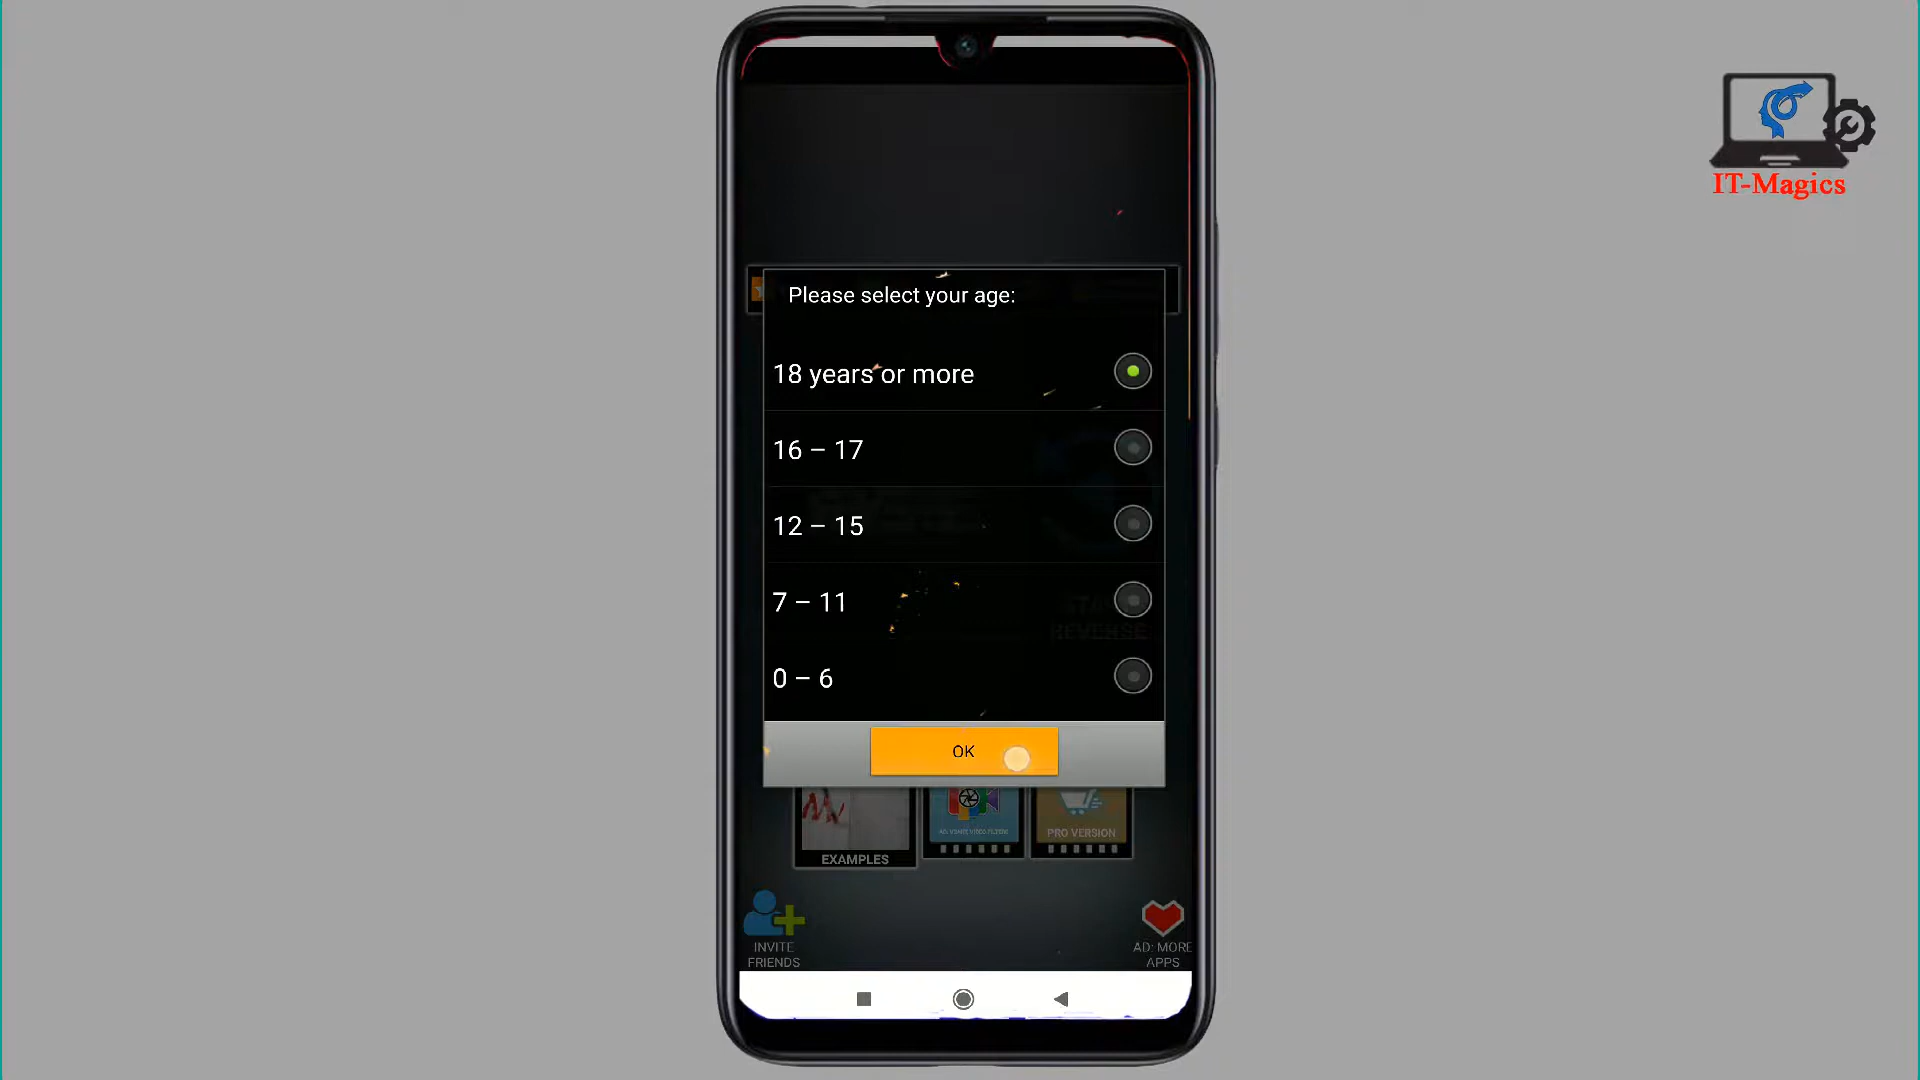 IT-Magics
Please select your age:
18 years or more
16 – 17
12 – 15
7 – 11
0 – 6
REVERSE
OK
PRO VERSION
EXAMPLES
INVITE
FRIENDS
AD: MORE
APPS